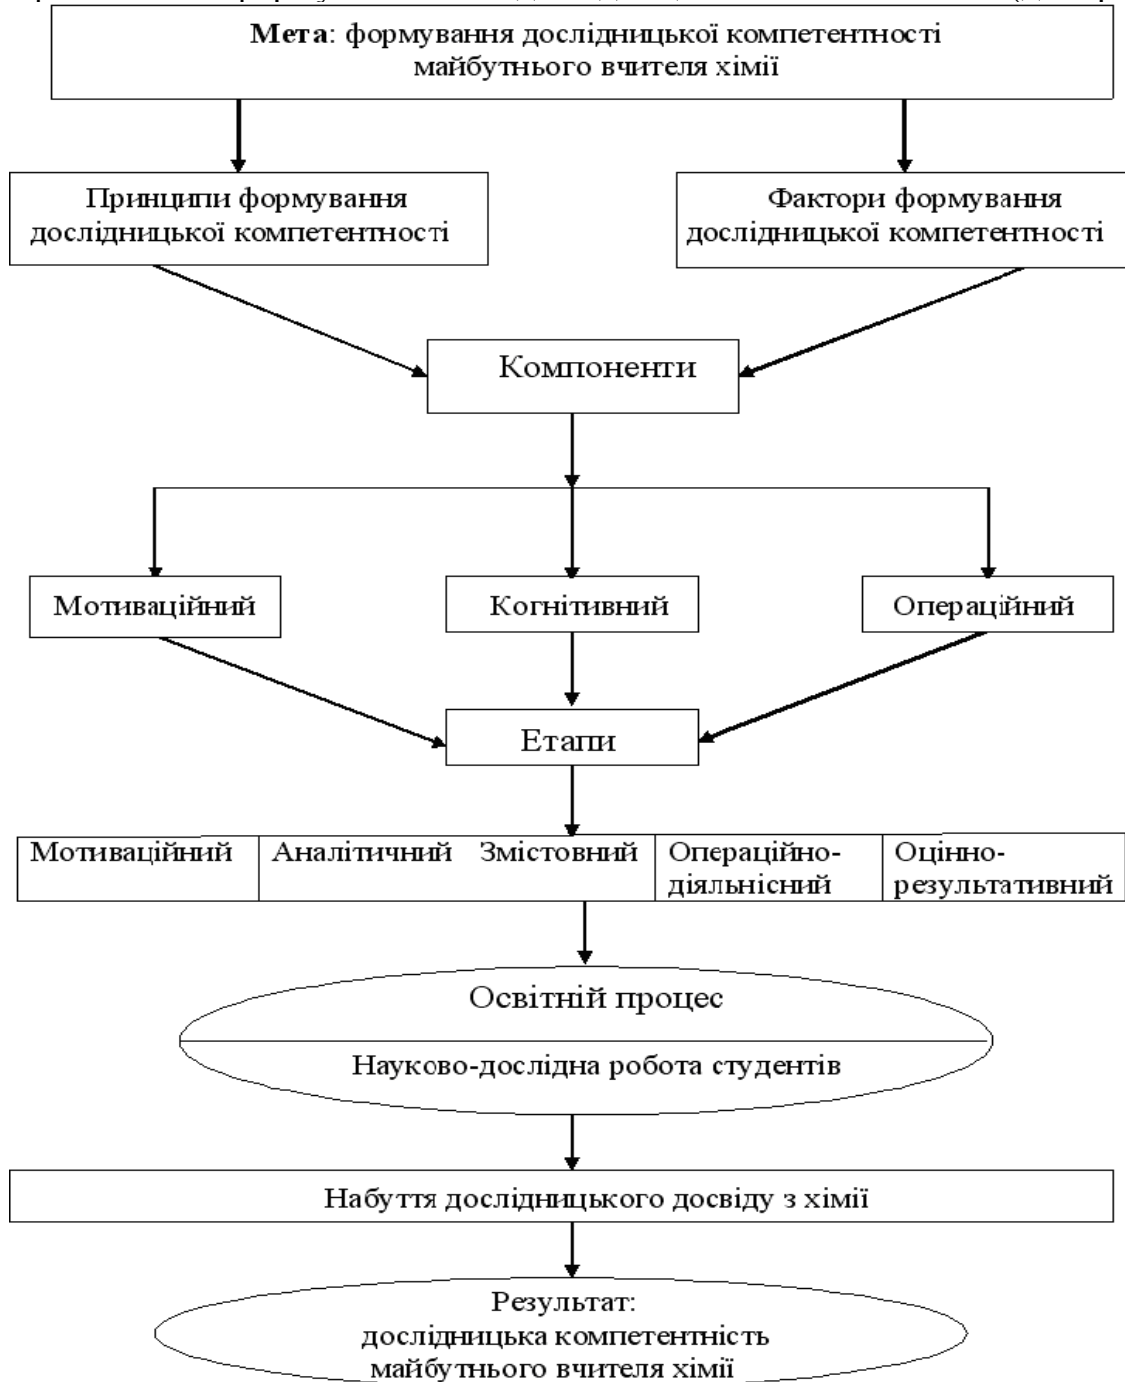 Мета: формування дослідницької компетентності
майбутнього вчителя хімії
Принципи формування
дослідницької компетентності
Фактори формування
дослідницької компетентності
Компоненти
Мотиваційний
Когнітивний
Операційний
Етапи
Мотиваційний
Аналітичний Змістовний
Операційно-
діяльнісний
Оцінно-
результативний
Освітній процес
Науково-дослідна робота студентів
Набуття дослідницького досвіду з хімії
Результат:
дослідницька компетентність
майбутнього вчителя хімії